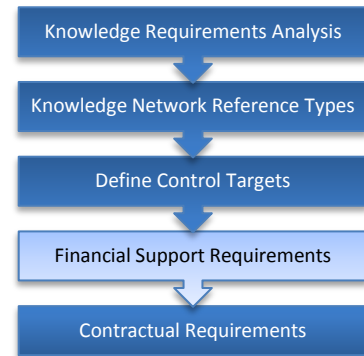 Knowledge Requirements Analysis
Knowledge Network Reference Types
Define Control Targets
Financial Support Requirements
Contractual Requirements